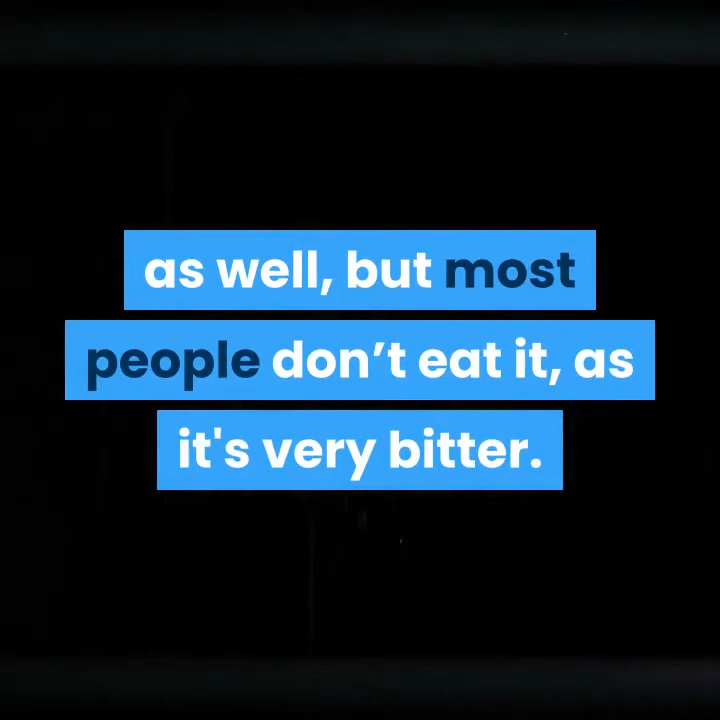 as well, but most
people don’t eat it, as
it's very bitter.